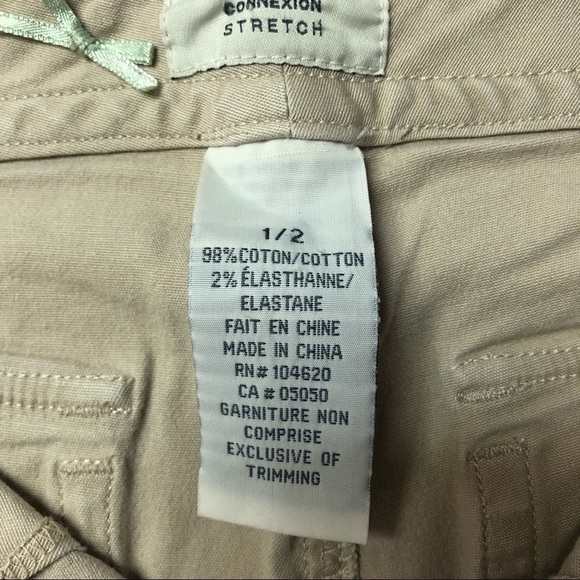 CONNEXION
STRETCH
1/2
98%COTON/COTTON
2% ÉLASTHANNE/
ELASTANE
FAIT EN CHINE
MADE IN CHINA
RN# 104620
CA # 05050
GARNITURE NON
COMPRISE
EXCLUSIVE OF
TRIMMING